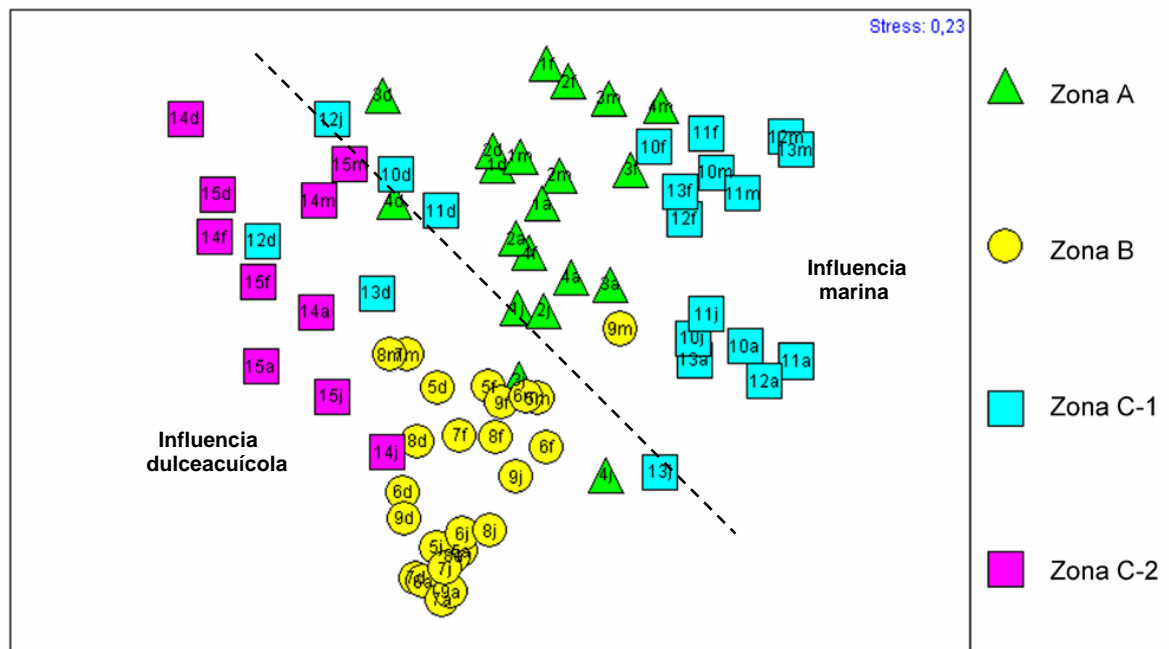 Stress: 0,23
1f
2f
3d
3m
4m
14d
12j
11f
12m
10f
13m
2d
1m
1d
15m
10d
2m
10m
15d
14m
13f
11m
4d
1a
11d
12f
14f
12d
2a
4f
Influencia
marina
15f
4a
3a
13d
14a
2j
11j
9m
10j
10a
8m
7m
13a
11a
15a
12a
5d
5f
15j
9f
5m
7f
8f
8d
6f
14j
Influencia
dulceacuícola
9j
4j
13j
6d
9d
8j
6j
5j
7j
6a
9a
7a
Zona A
Zona B
Zona C-1
Zona C-2